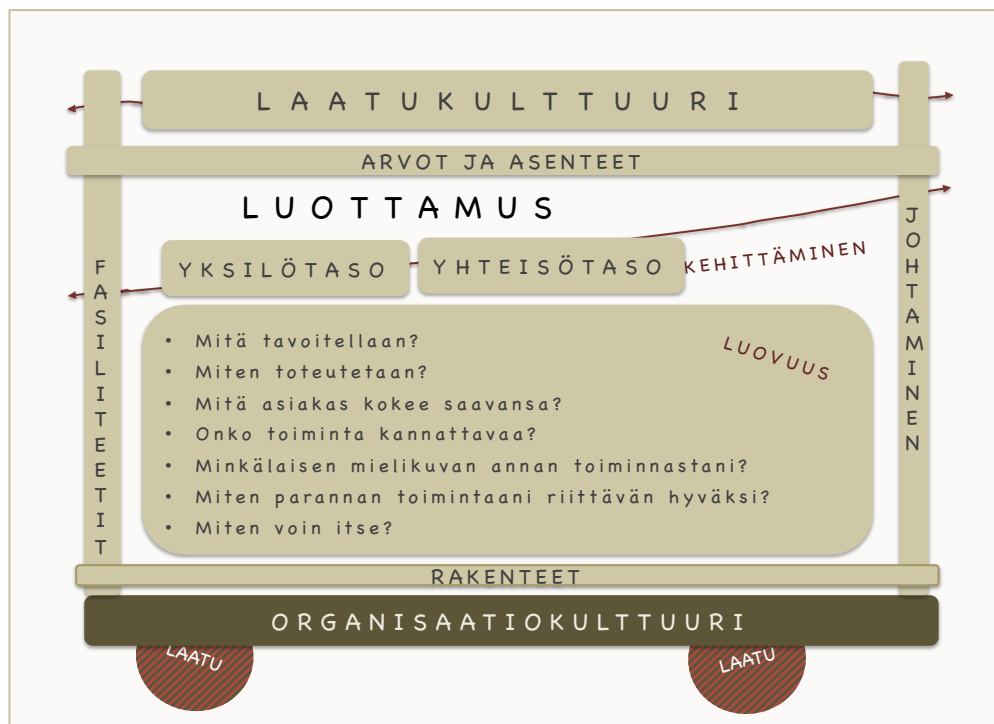 LAATUKULTTUURI
ARVOT JA ASENTEET
LUOTTAMUS
YKSILÖTASO
YHTEISÖTASO
KEHITTÄMINEN
FASILITEETIT
JOHTAMINEN
LUOVUUS
• Mitä tavoitellaan?
• Miten toteutetaan?
• Mitä asiakas kokee saavansa?
• Onko toiminta kannattavaa?
• Minkälaisen mielikuvan annan toiminnastani?
• Miten parannan toimintaani riittävän hyväksi?
• Miten voin itse?
RAKENTEET
ORGANISAATIOKULTTUURI
LAATU
LAATU